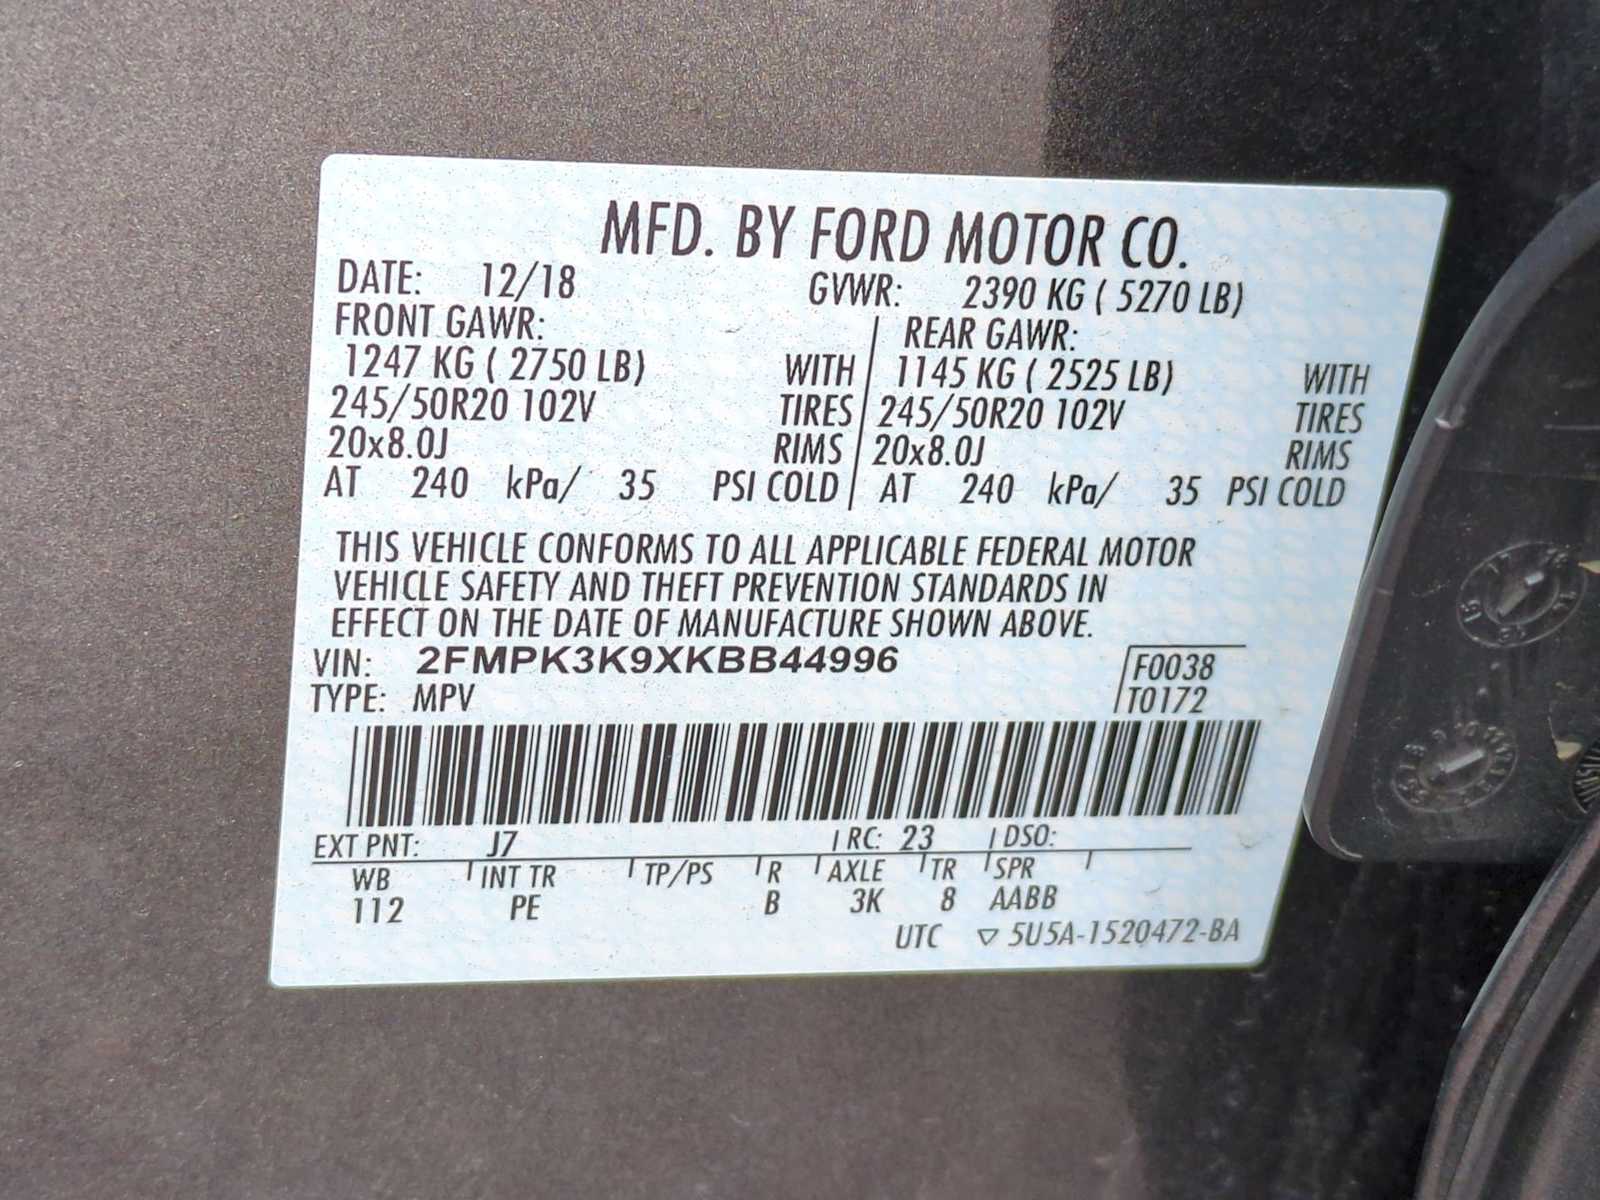 MFD. BY FORD MOTOR CO.
DATE: 12/18 GVWR: 2390 KG ( 5270 LB)
FRONT GAWR: REAR GAWR:
1247 KG ( 2750 LB) WITH 1145 KG ( 2525 LB) WITH
245/50R20 102V TIRES 245/50R20 102V TIRES
20x8.0J RIMS 20x8.0J RIMS
AT 240 kPa/ 35 PSI COLD AT 240 kPa/ 35 PSI COLD
THIS VEHICLE CONFORMS TO ALL APPLICABLE FEDERAL MOTOR
VEHICLE SAFETY AND THEFT PREVENTION STANDARDS IN
EFFECT ON THE DATE OF MANUFACTURE SHOWN ABOVE.
VIN: 2FMPK3K9XKBB44996 F0038
TYPE: MPV T0172
EXT PNT: J7 RC: 23 DSO:
WB INT TR TP/PS R AXLE TR SPR
112 PE B 3K 8 AABB
UTC ▽ 5U5A-1520472-BA